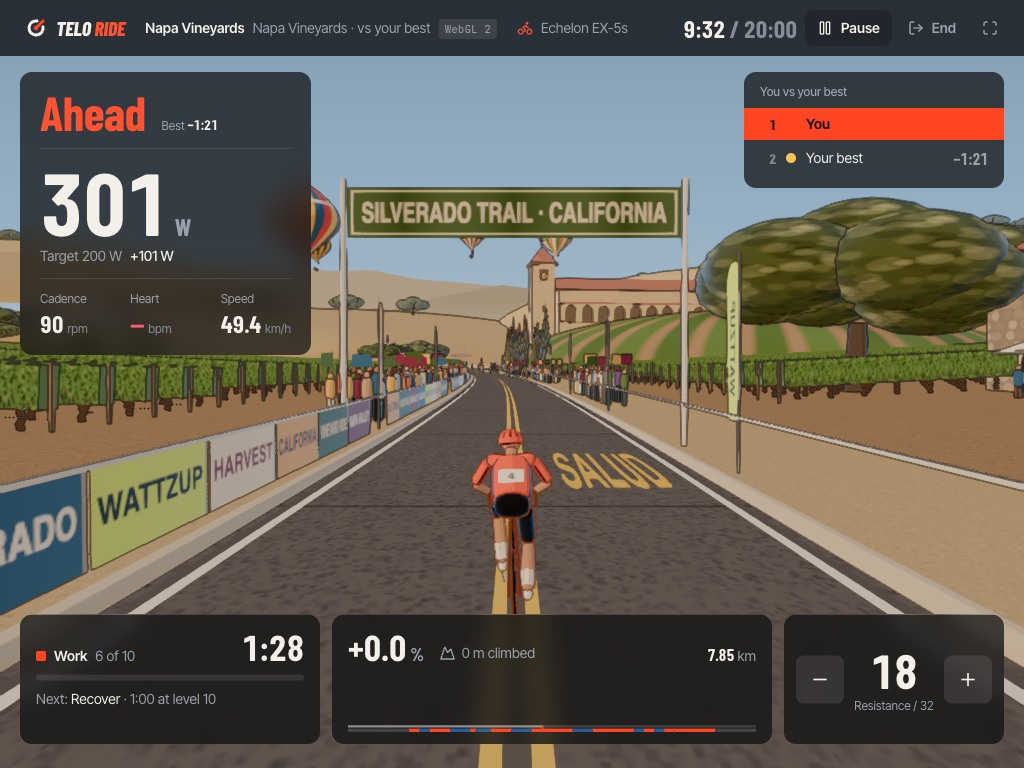 TELO RIDE
Napa Vineyards Napa Vineyards · vs your best WebGL 2 Echelon EX-5s 9:32 / 20:00 Pause End
Ahead Best −1:21
301 W
Target 200 W +101 W
Cadence Heart Speed
90 rpm — bpm 49.4 km/h
You vs your best
1 You
2 Your best −1:21
SILVERADO TRAIL · CALIFORNIA
RADO
WATTZUP
HARVEST
CALIFORNIA
4
SALUD
Work 6 of 10 1:28
Next: Recover · 1:00 at level 10
+0.0 % 0 m climbed 7.85 km
− 18 +
Resistance / 32